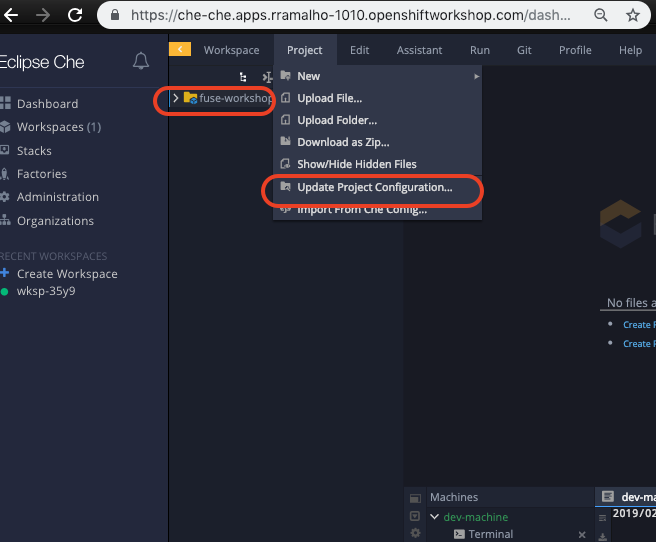 https://che-che.apps.rramalho-1010.openshiftworkshop.com/dash...
Eclipse Che
Workspace Project Edit Assistant Run Git Profile Help
Dashboard
Workspaces (1)
Stacks
Factories
Administration
Organizations
RECENT WORKSPACES
Create Workspace
wksp-35y9
fuse-workshop
New
Upload File...
Upload Folder...
Download as Zip...
Show/Hide Hidden Files
Update Project Configuration...
Import From Che Config...
No files
Create
Create
Machines
dev-machine
Terminal
dev-ma
2019/02